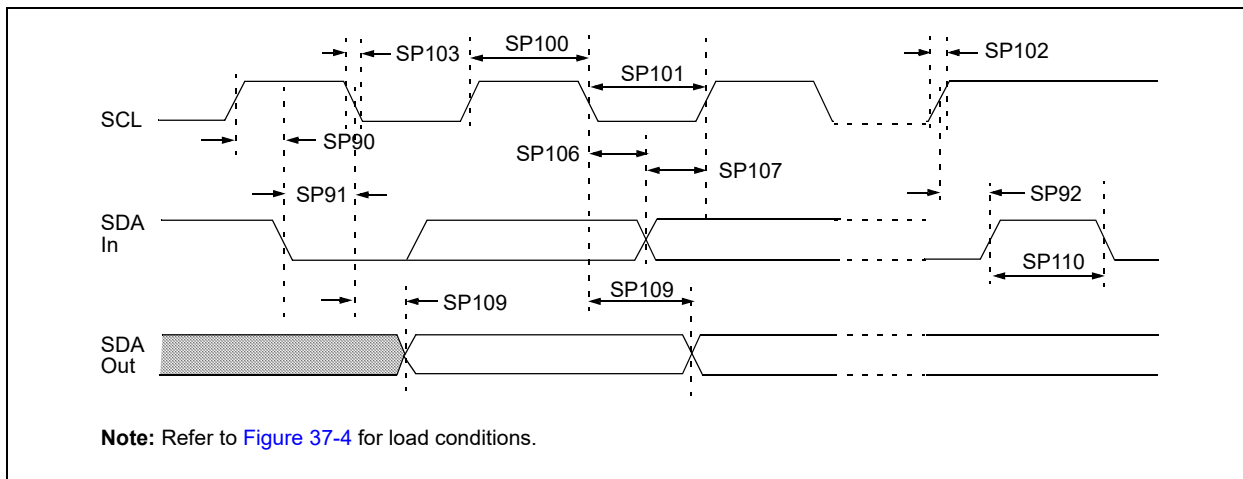 SP103
SP100
SP101
SP102
SCL
SP90
SP106
SP107
SP91
SP92
SDA
In
SP110
SP109
SP109
SDA
Out
Note: Refer to Figure 37-4 for load conditions.